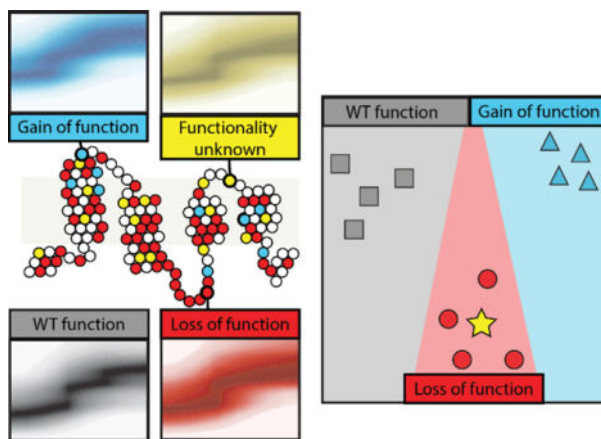 Gain of function
Functionality
unknown
WT function
Loss of function
WT function
Gain of function
Loss of function